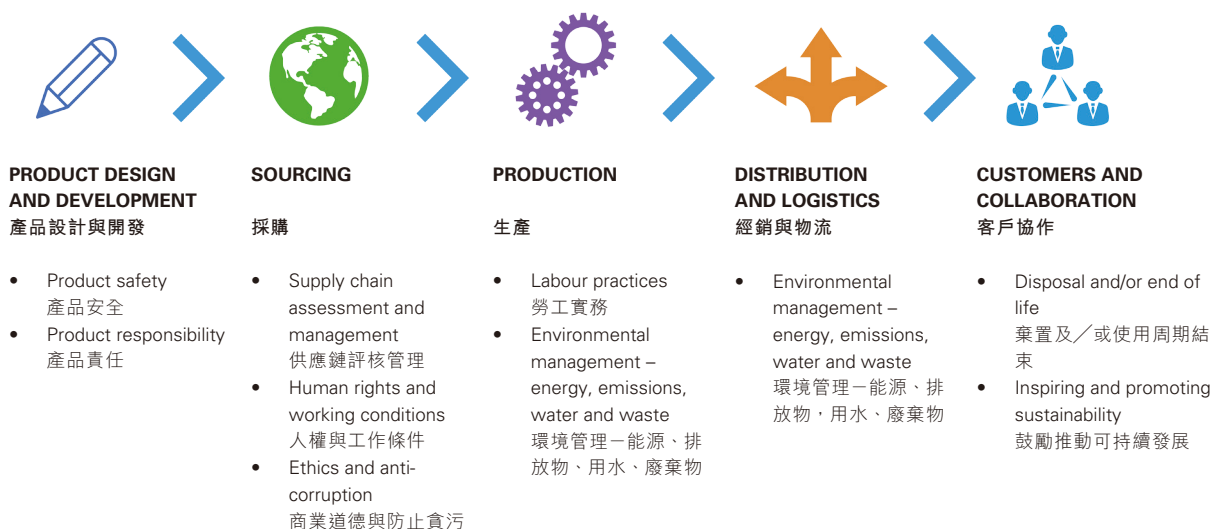 PRODUCT DESIGN
AND DEVELOPMENT
產品設計與開發
• Product safety
產品安全
• Product responsibility
產品責任
SOURCING
採購
• Supply chain
assessment and
management
供應鏈評核管理
• Human rights and
working conditions
人權與工作條件
• Ethics and anti-
corruption
商業道德與防止貪污
PRODUCTION
生產
• Labour practices
勞工實務
• Environmental
management –
energy, emissions,
water and waste
環境管理－能源、排
放物、用水、廢棄物
DISTRIBUTION
AND LOGISTICS
經銷與物流
• Environmental
management –
energy, emissions,
water and waste
環境管理－能源、排
放物，用水、廢棄物
CUSTOMERS AND
COLLABORATION
客戶協作
• Disposal and/or end of
life
棄置及╱或使用周期結
束
• Inspiring and promoting
sustainability
鼓勵推動可持續發展